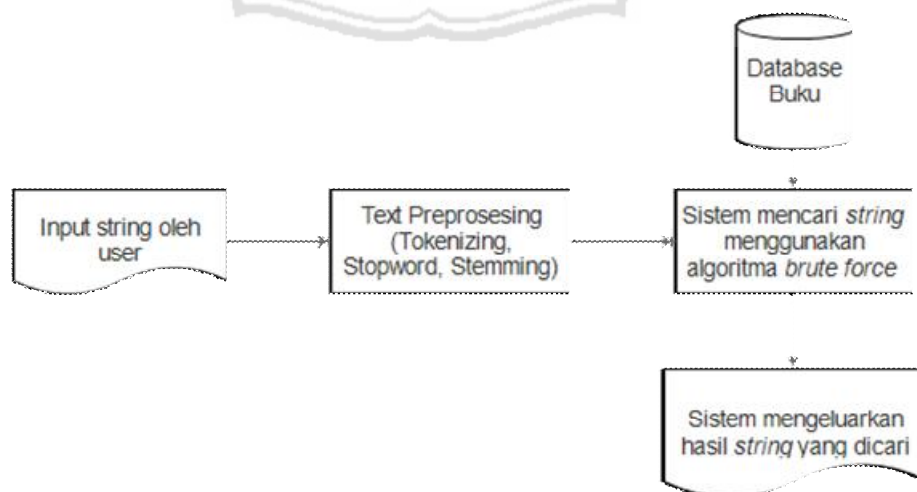 Database
Buku
Input string oleh
user
Text Preprosesing
(Tokenizing,
Stopword, Stemming)
Sistem mencari string
menggunakan
algoritma brute force
Sistem mengeluarkan
hasil string yang dicari